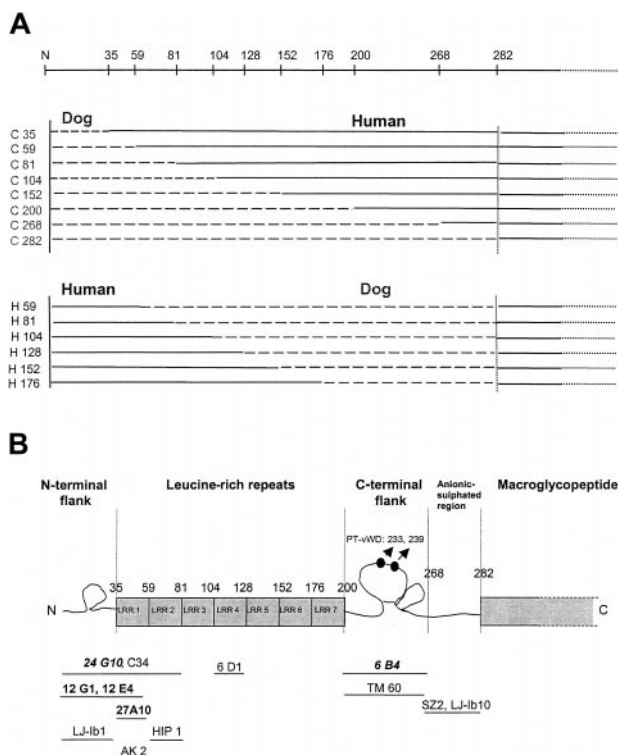 A
N 35 59 81 104 128 152 176 200 268 282
Dog Human
C 35
C 59
C 81
C 104
C 152
C 200
C 268
C 282
Human Dog
H 59
H 81
H 104
H 128
H 152
H 176
B
N-terminal flank Leucine-rich repeats C-terminal flank Anionic-sulphated region Macroglycopeptide
PT-vWD: 233, 239
35 59 81 104 128 152 176 200 268 282
N LRR 1 LRR 2 LRR 3 LRR 4 LRR 5 LRR 6 LRR 7 C
24 G10, C34 6 D1 6 B4
12 G1, 12 E4 TM 60
27A10 SZ2, LJ-Ib10
LJ-Ib1 HIP 1
AK 2